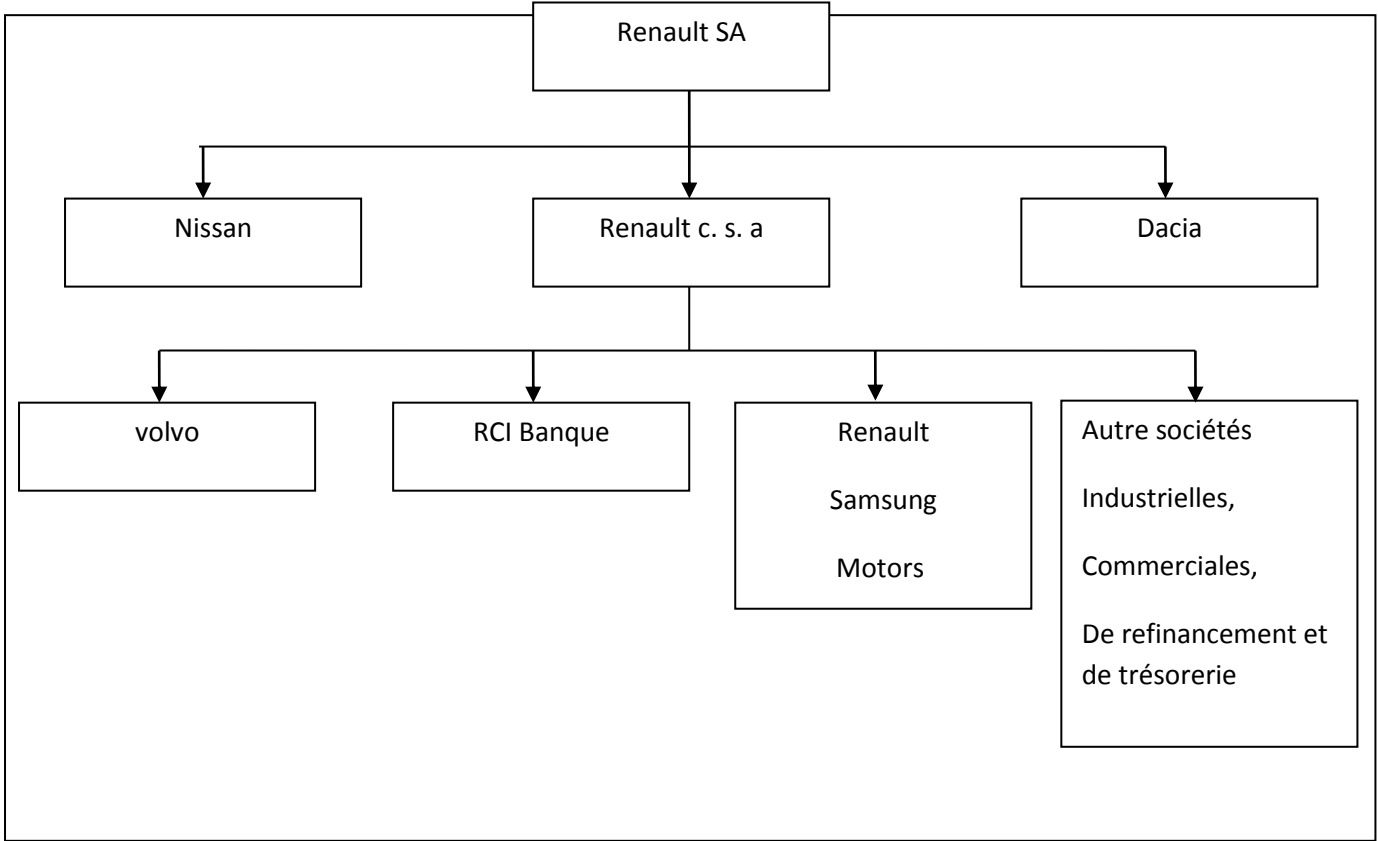 Renault SA
Nissan
Renault c. s. a
Dacia
volvo
RCI Banque
Renault
Samsung
Motors
Autre sociétés
Industrielles,
Commerciales,
De refinancement et
de trésorerie